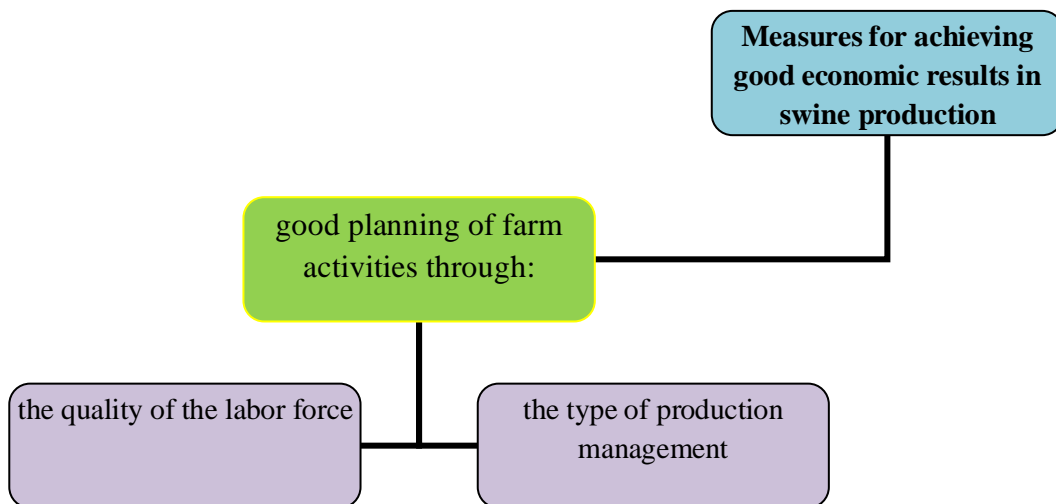 Measures for achieving
good economic results in
swine production
good planning of farm
activities through:
the quality of the labor force
the type of production
management